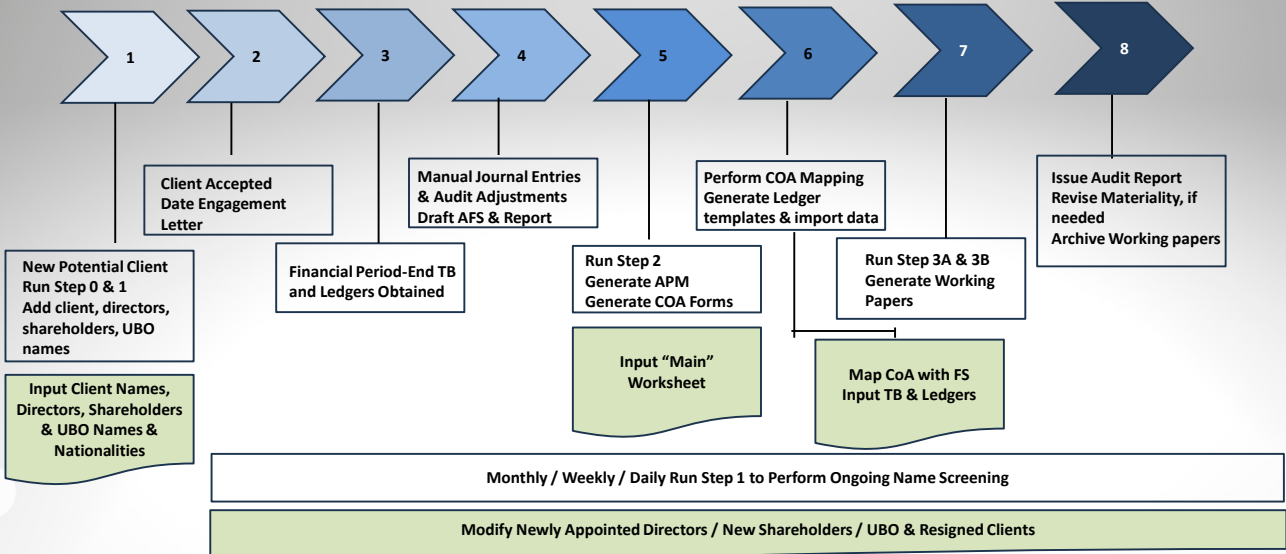 1
2
3
4
5
6
7
8
New Potential Client
Run Step 0 & 1
Add client, directors,
shareholders, UBO
names
Input Client Names,
Directors, Shareholders
& UBO Names &
Nationalities
Client Accepted
Date Engagement
Letter
Financial Period-End TB
and Ledgers Obtained
Manual Journal Entries
& Audit Adjustments
Draft AFS & Report
Run Step 2
Generate APM
Generate COA Forms
Input “Main”
Worksheet
Perform COA Mapping
Generate Ledger
templates & import data
Map CoA with FS
Input TB & Ledgers
Run Step 3A & 3B
Generate Working
Papers
Issue Audit Report
Revise Materiality, if
needed
Archive Working papers
Monthly / Weekly / Daily Run Step 1 to Perform Ongoing Name Screening
Modify Newly Appointed Directors / New Shareholders / UBO & Resigned Clients